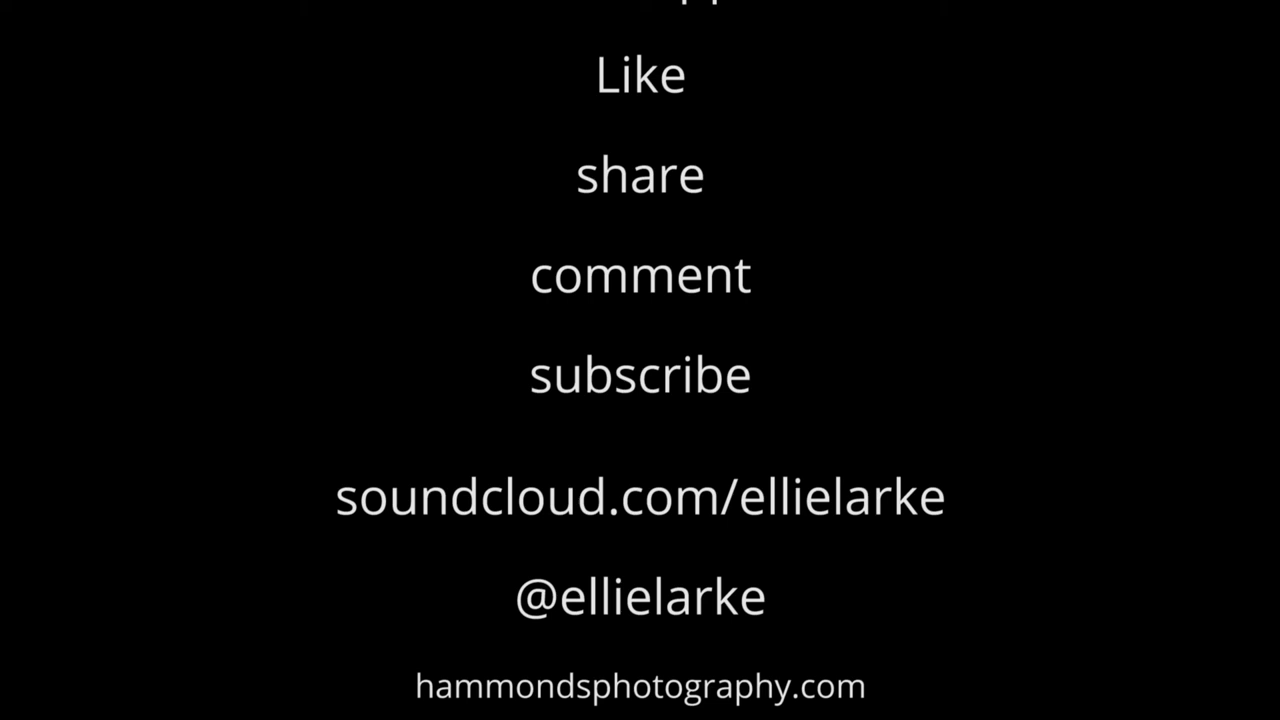 Like
share
comment
subscribe
soundcloud.com/ellielarke
@ellielarke
hammondsphotography.com